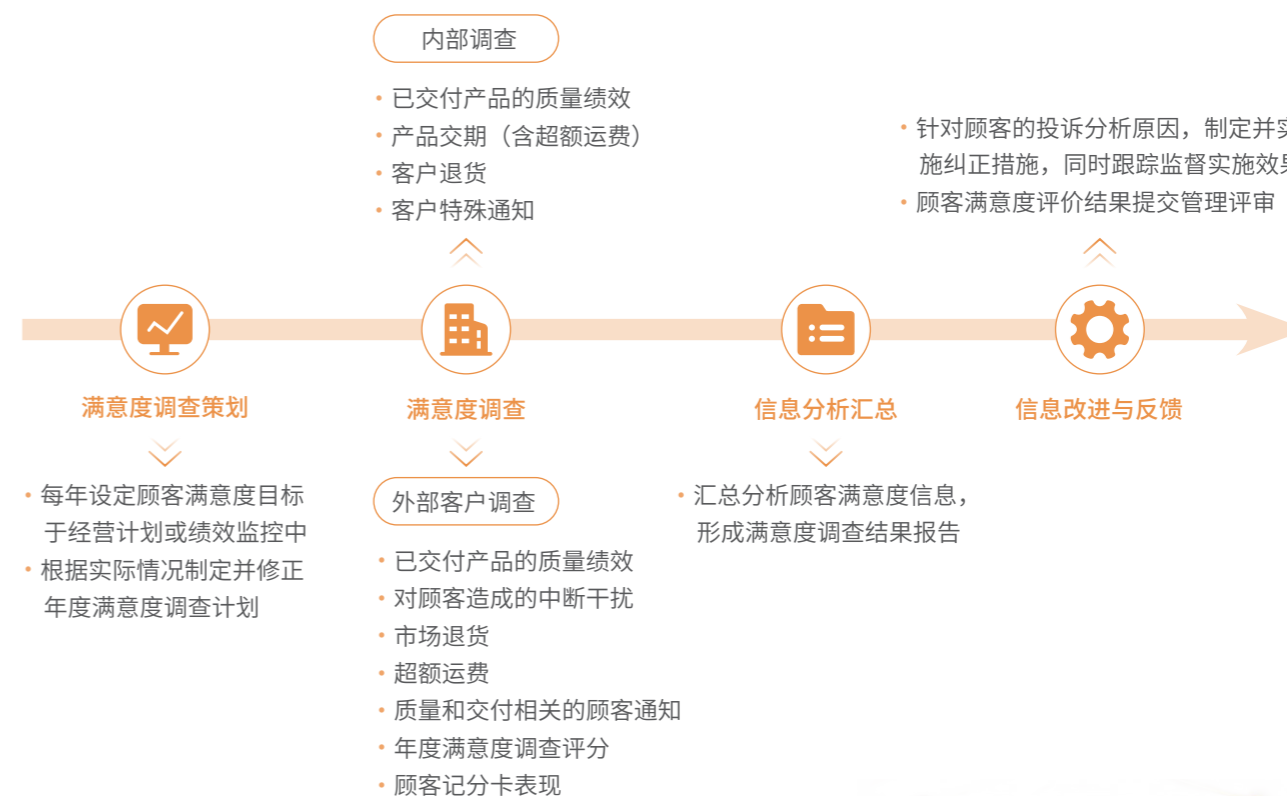 内部调查
• 已交付产品的质量绩效
• 产品交期（含超额运费）
• 客户退货
• 客户特殊通知
• 针对顾客的投诉分析原因，制定并实
施纠正措施，同时跟踪监督实施效果
• 顾客满意度评价结果提交管理评审
满意度调查策划
满意度调查
信息分析汇总
信息改进与反馈
• 每年设定顾客满意度目标
于经营计划或绩效监控中
• 根据实际情况制定并修正
年度满意度调查计划
外部客户调查
• 已交付产品的质量绩效
• 对顾客造成的中断干扰
• 市场退货
• 超额运费
• 质量和交付相关的顾客通知
• 年度满意度调查评分
• 顾客记分卡表现
• 汇总分析顾客满意度信息，
形成满意度调查结果报告